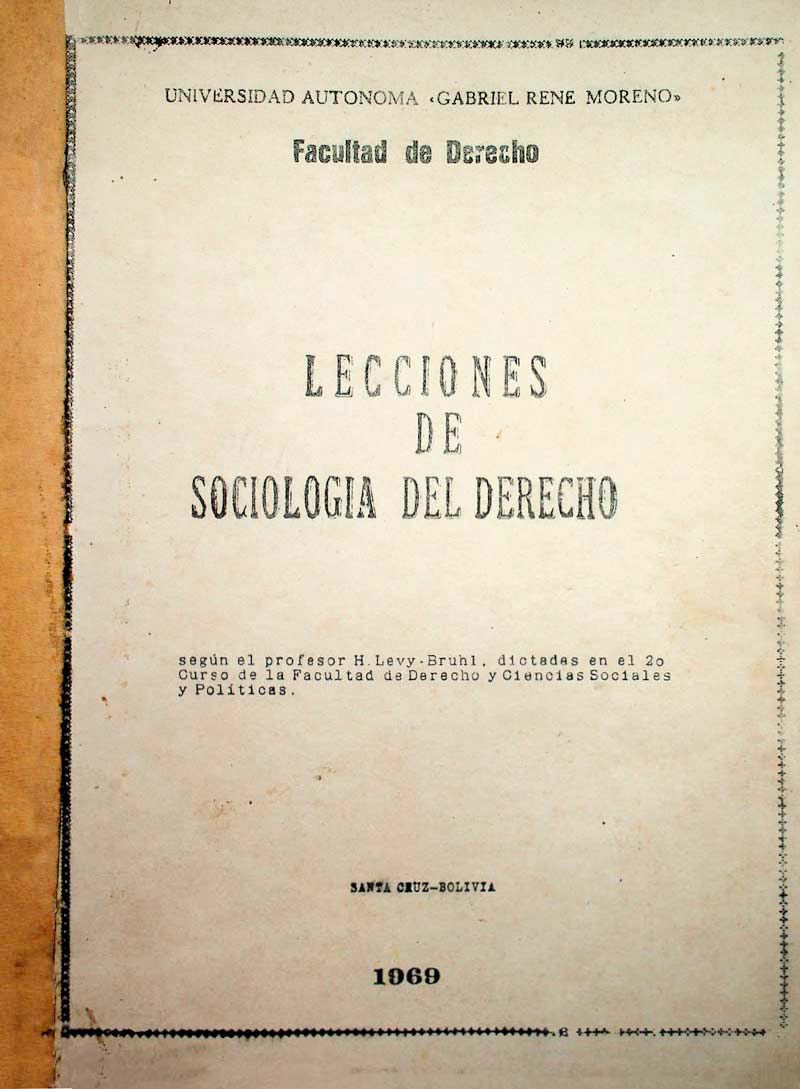 UNIVERSIDAD AUTONOMA «GABRIEL RENE MORENO»
Facultad de Derecho
LECCIONES
DE
SOCIOLOGIA DEL DERECHO
según el profesor H. Levy-Bruhl, dictadas en el 2o
Curso de la Facultad de Derecho y Ciencias Sociales
y Políticas.
SANTA CRUZ-BOLIVIA
1969